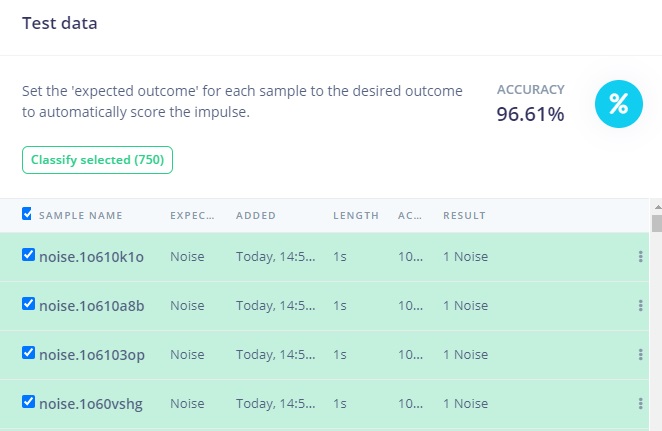 Test data
Set the 'expected outcome' for each sample to the desired outcome
to automatically score the impulse.
ACCURACY
96.61%
%
Classify selected (750)
SAMPLE NAME EXPEC... ADDED LENGTH AC... RESULT
noise.1o610k1o Noise Today, 14:5... 1s 10... 1 Noise
noise.1o610a8b Noise Today, 14:5... 1s 10... 1 Noise
noise.1o6103op Noise Today, 14:5... 1s 10... 1 Noise
noise.1o60vshg Noise Today, 14:5... 1s 10... 1 Noise